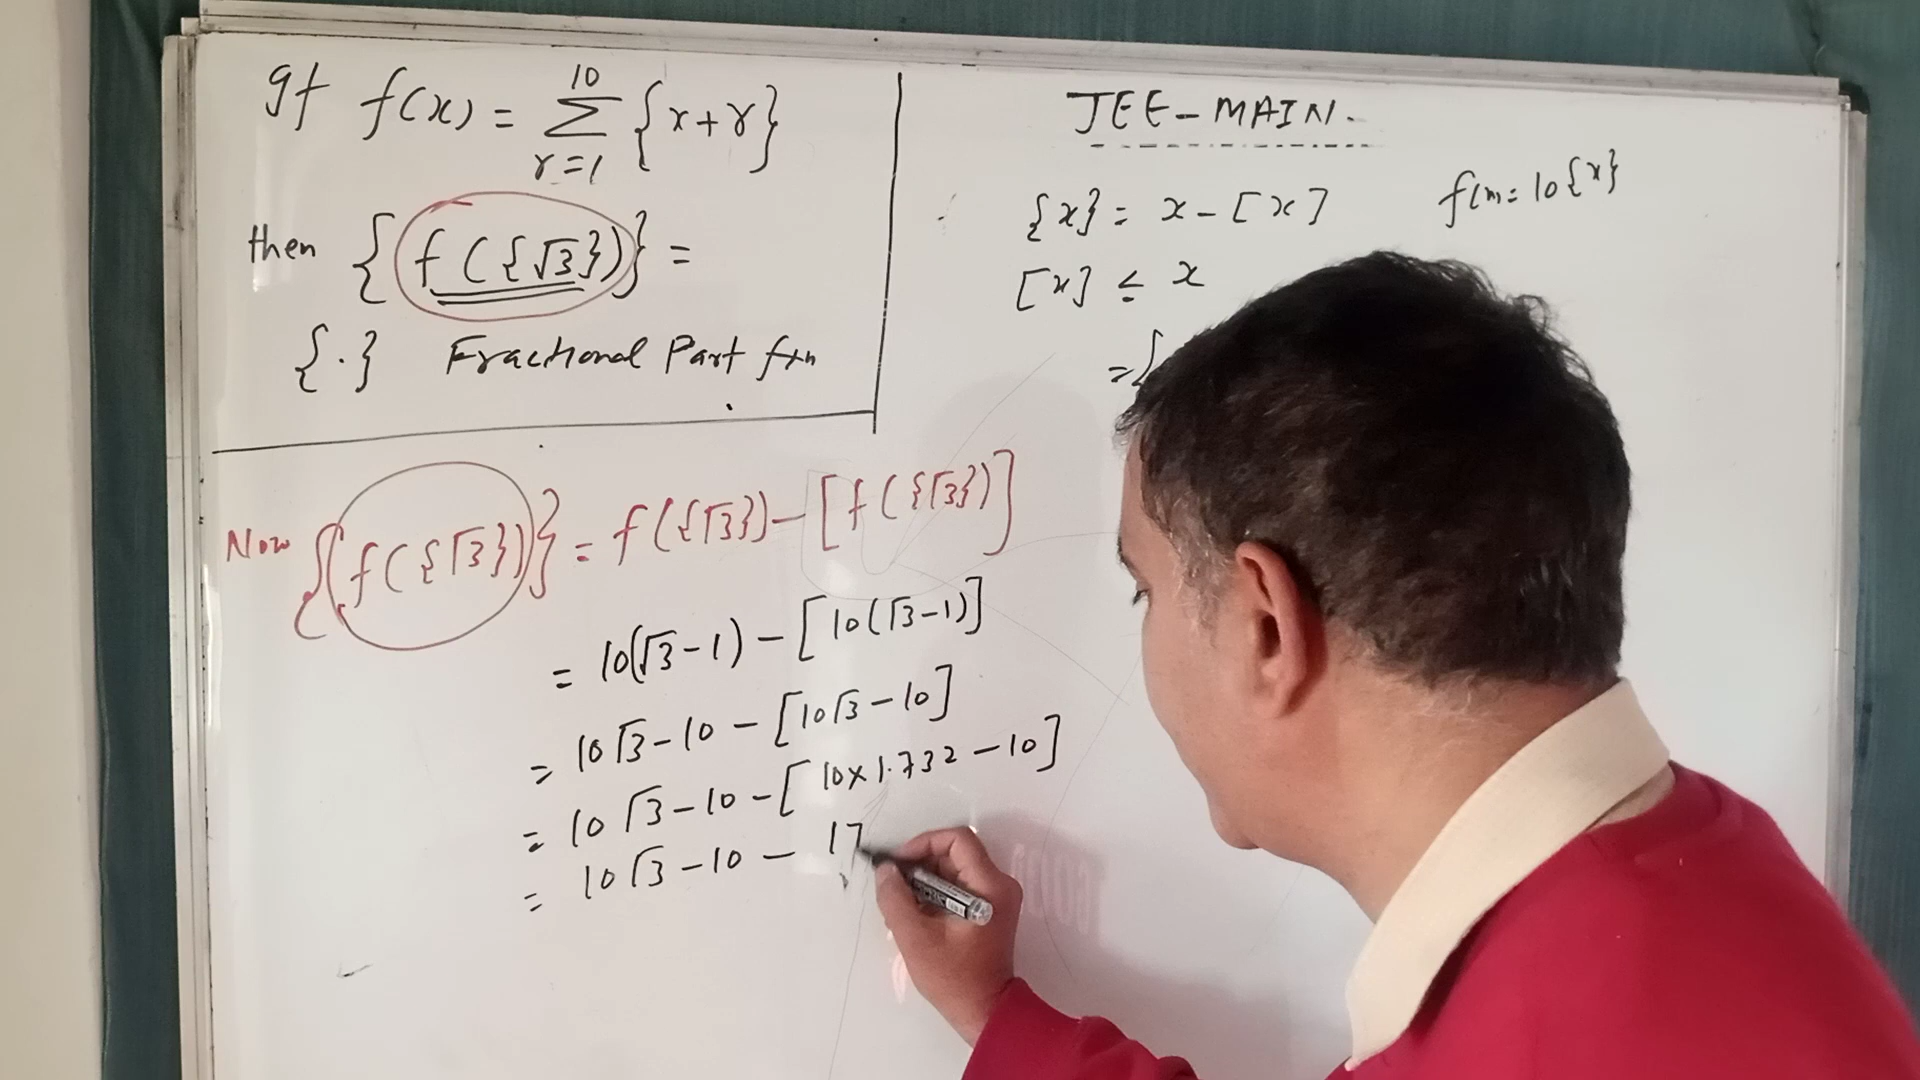 If f(x) = 10 Σ r=1 {x+r}
then {f({√3})} =
{.} Fractional Part fxn
JEE-MAIN.
{x} = x - [x]
f(x) = 10{x}
[x] ≤ x
= {
Now {f({√3})} = f({√3}) - [f({√3})]
= 10(√3-1) - [10(√3-1)]
= 10√3-10 - [10√3-10]
= 10√3-10 - [10×1.732-10]
= 10√3-10 - 17